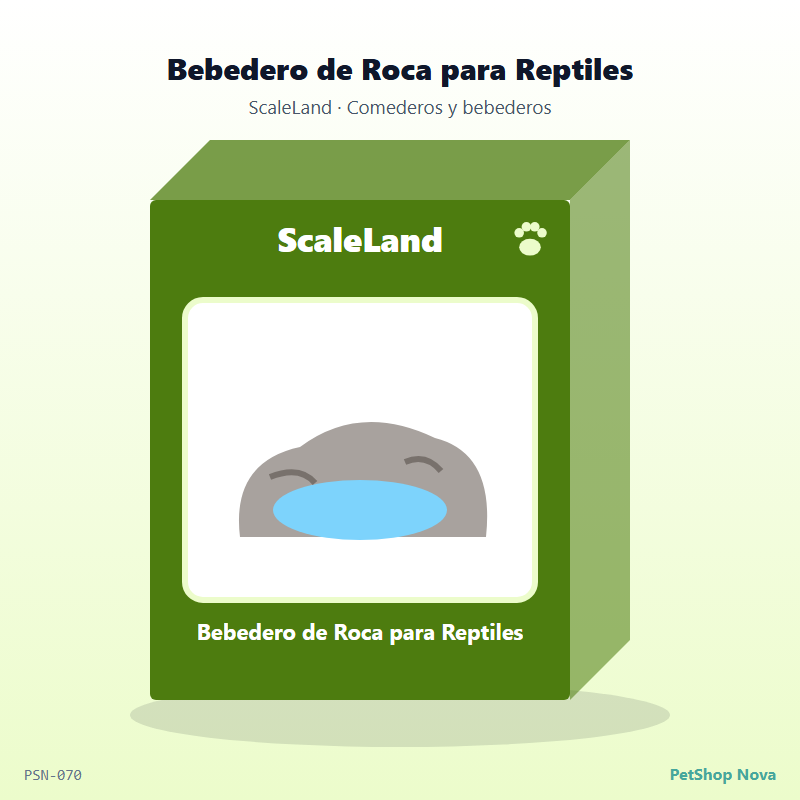 Bebedero de Roca para Reptiles
ScaleLand · Comederos y bebederos
ScaleLand
Bebedero de Roca para Reptiles
PSN-070
PetShop Nova